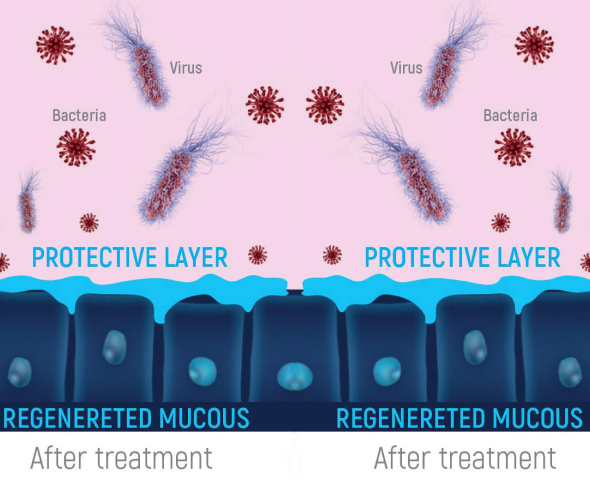 Virus Virus
Bacteria Bacteria
PROTECTIVE LAYER PROTECTIVE LAYER
REGENERETED MUCOUS REGENERETED MUCOUS
After treatment After treatment